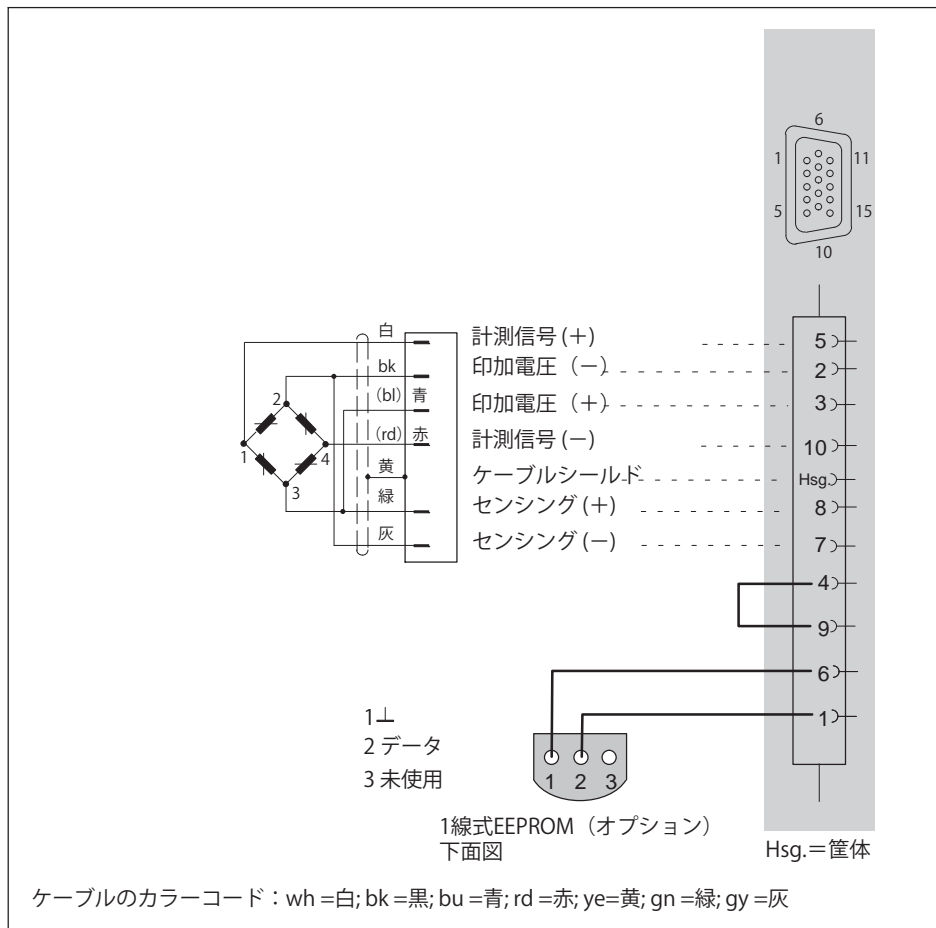 6
1
11
5
15
10
白 計測信号 (+) 5
bk 印加電圧 （－） 2
2
(bl) 青 印加電圧 （+） 3
(rd) 赤 計測信号 (－) 10
1
4
黄 ケーブルシールド Hsg.
3
緑 センシング (+) 8
灰 センシング (－) 7
4
9
6
1⊥
1
2 データ
3 未使用
1 2 3
1線式EEPROM（オプション）
下面図
Hsg.＝筐体
ケーブルのカラーコード：wh =白; bk =黒; bu =青; rd =赤; ye=黄; gn =緑; gy =灰